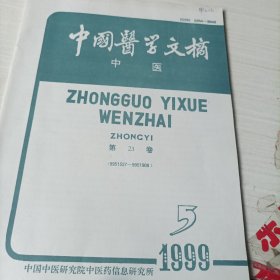 中國醫学文摘
中医
ZHONGGUO YIXUE
WENZHAI
ZHONGYI
第 23 卷
5
1999
中国中医研究院中医药信息研究所